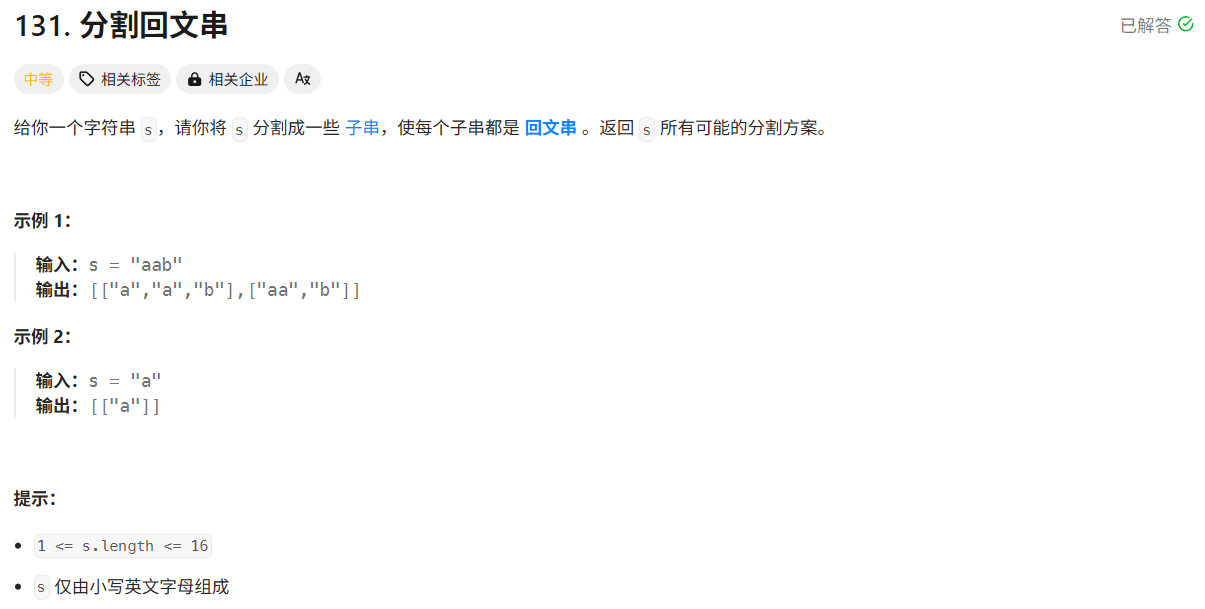 131. 分割回文串
已解答
中等 相关标签 相关企业
给你一个字符串 s，请你将 s 分割成一些 子串，使每个子串都是 回文串 。返回 s 所有可能的分割方案。
示例 1：
输入：s = "aab"
输出：[["a","a","b"],["aa","b"]]
示例 2：
输入：s = "a"
输出：[["a"]]
提示：
• 1 <= s.length <= 16
• s 仅由小写英文字母组成